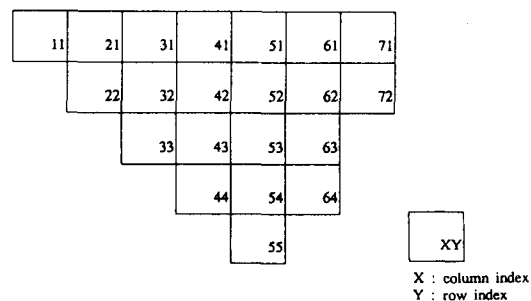 11 21 31 41 51 61 71
22 32 42 52 62 72
33 43 53 63
44 54 64
55
XY
X : column index
Y : row index